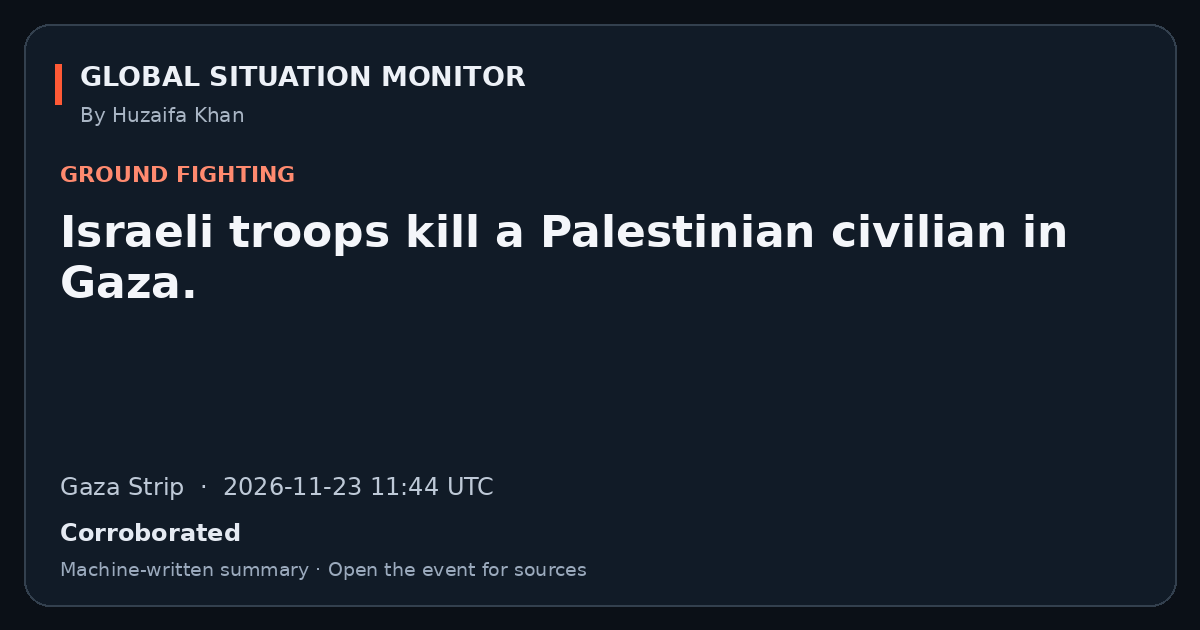 GLOBAL SITUATION MONITOR
By Huzaifa Khan
GROUND FIGHTING
Israeli troops kill a Palestinian civilian in
Gaza.
Gaza Strip · 2026-11-23 11:44 UTC
Corroborated
Machine-written summary · Open the event for sources